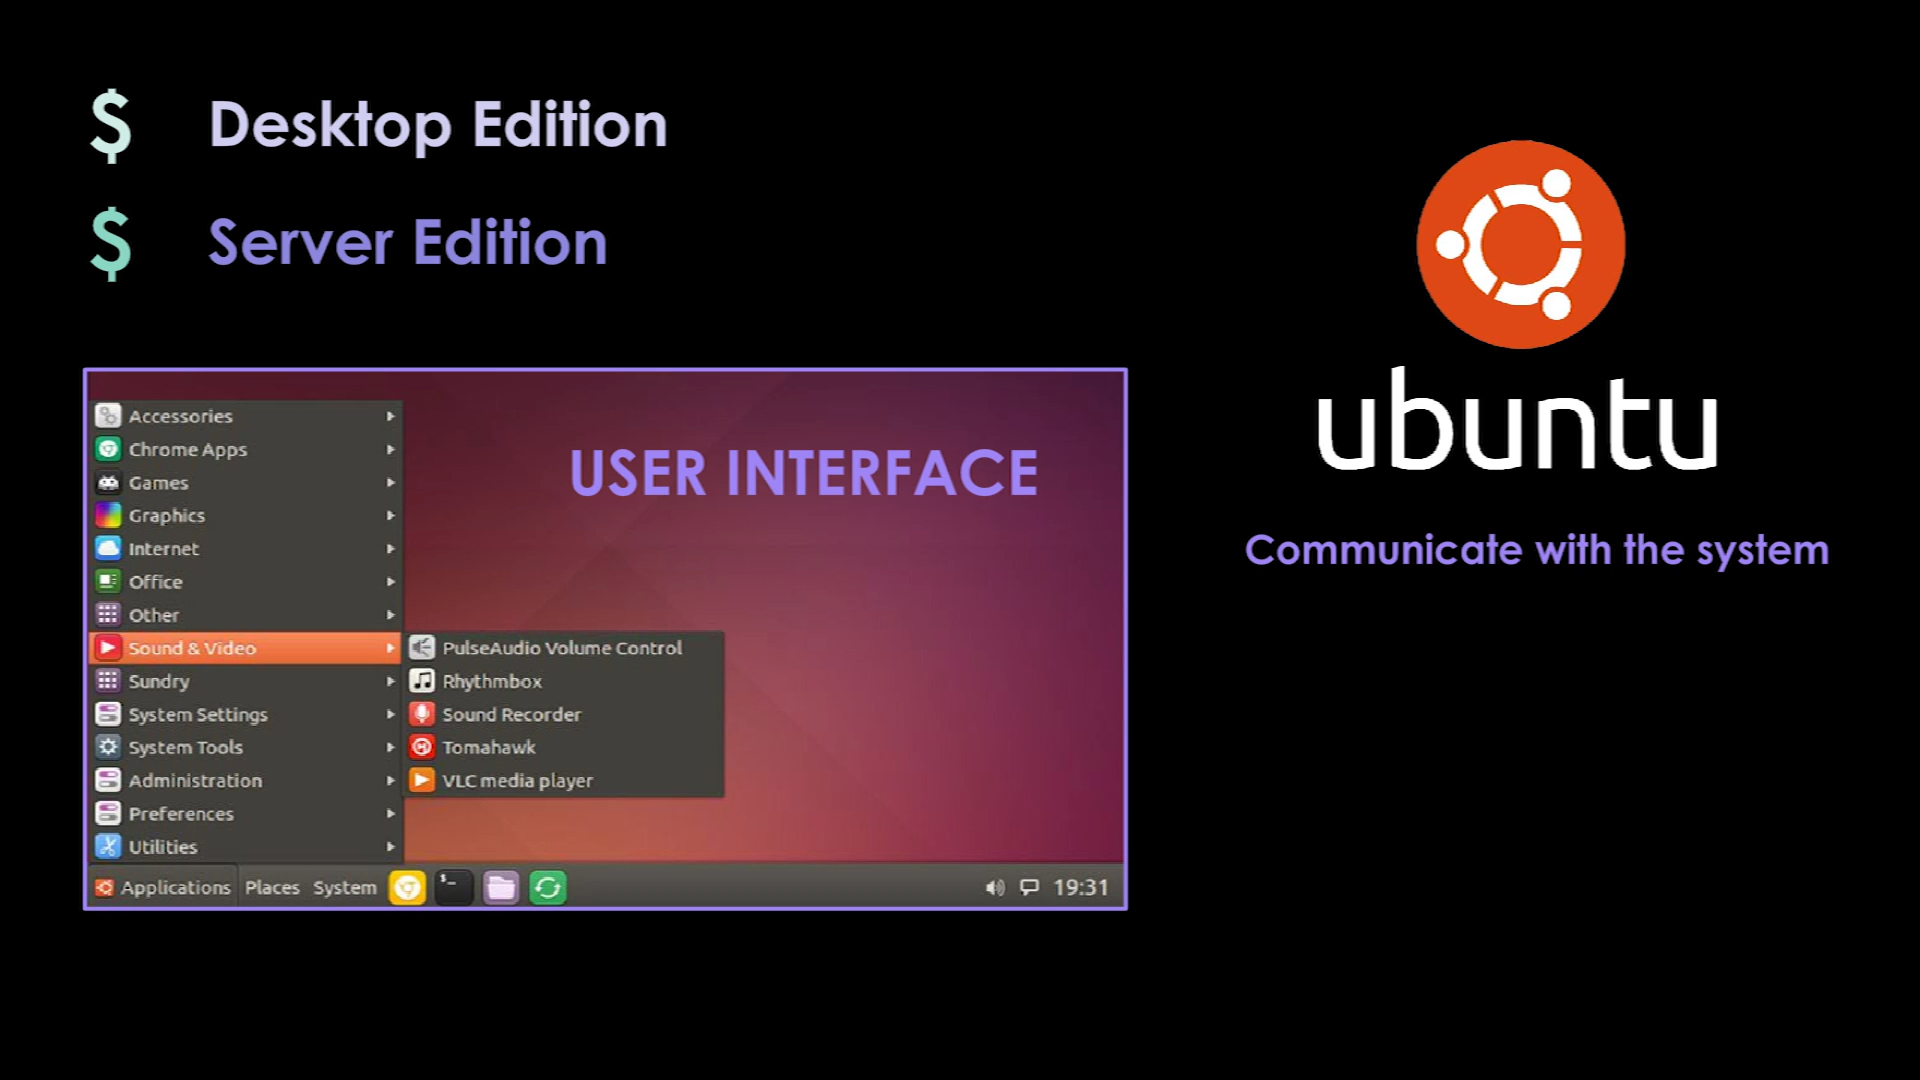 $ Desktop Edition
$ Server Edition
ubuntu
Communicate with the system
USER INTERFACE
Accessories
Chrome Apps
Games
Graphics
Internet
Office
Other
Sound & Video
Sundry
System Settings
System Tools
Administration
Preferences
Utilities
PulseAudio Volume Control
Rhythmbox
Sound Recorder
Tomahawk
VLC media player
Applications Places System $_ 19:31